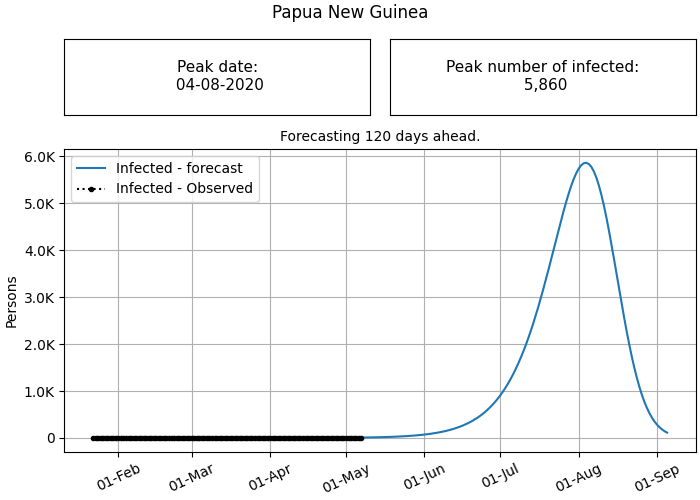 Papua New Guinea
Peak date:
04-08-2020
Peak number of infected:
5,860
Forecasting 120 days ahead.
Infected - forecast
Infected - Observed
6.0K
5.0K
4.0K
3.0K
2.0K
1.0K
0
Persons
01-Feb
01-Mar
01-Apr
01-May
01-Jun
01-Jul
01-Aug
01-Sep